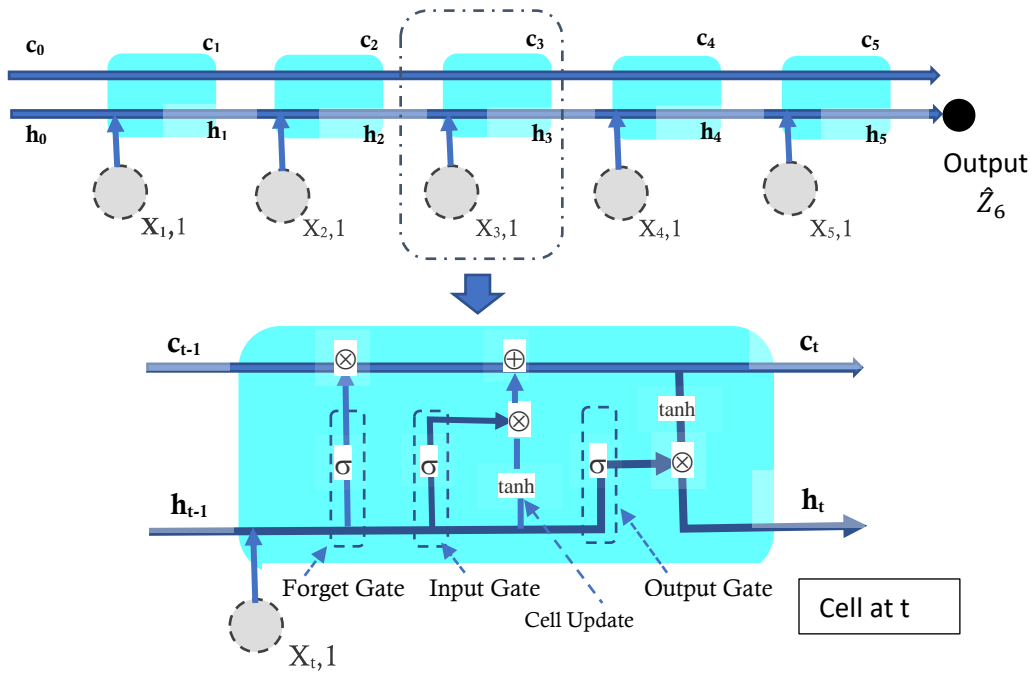 c0 c1 c2 c3 c4 c5
h0 h1 h2 h3 h4 h5
X1,1 X2,1 X3,1 X4,1 X5,1
Output
Ẑ6
ct-1 ⊗ ⊕ ct
tanh
⊗
σ σ σ ⊗
tanh
ht-1 ht
Forget Gate Input Gate Output Gate
Cell Update
Cell at t
Xt,1